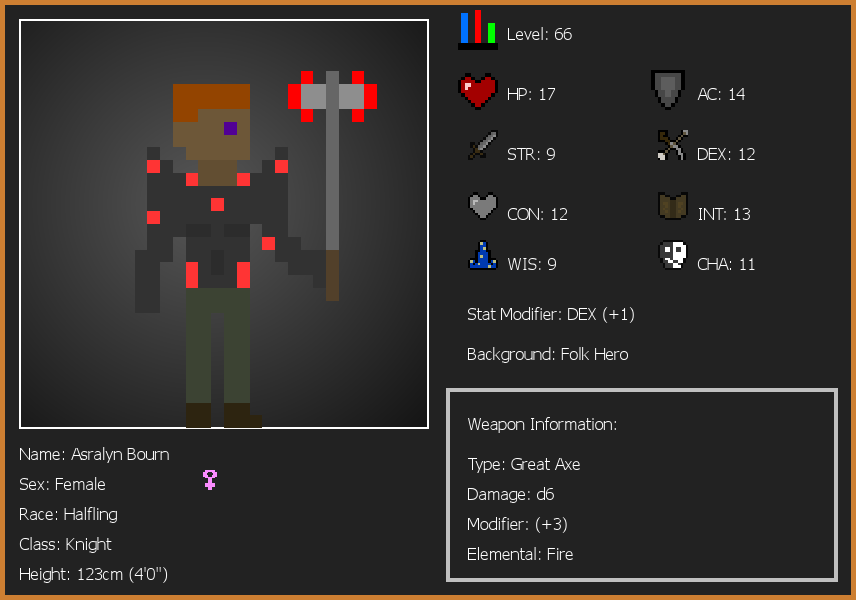 Level: 66
HP: 17
AC: 14
STR: 9
DEX: 12
CON: 12
INT: 13
WIS: 9
CHA: 11
Stat Modifier: DEX (+1)
Background: Folk Hero
Weapon Information:
Type: Great Axe
Damage: d6
Modifier: (+3)
Elemental: Fire
Name: Asralyn Bourn
Sex: Female
Race: Halfling
Class: Knight
Height: 123cm (4'0")